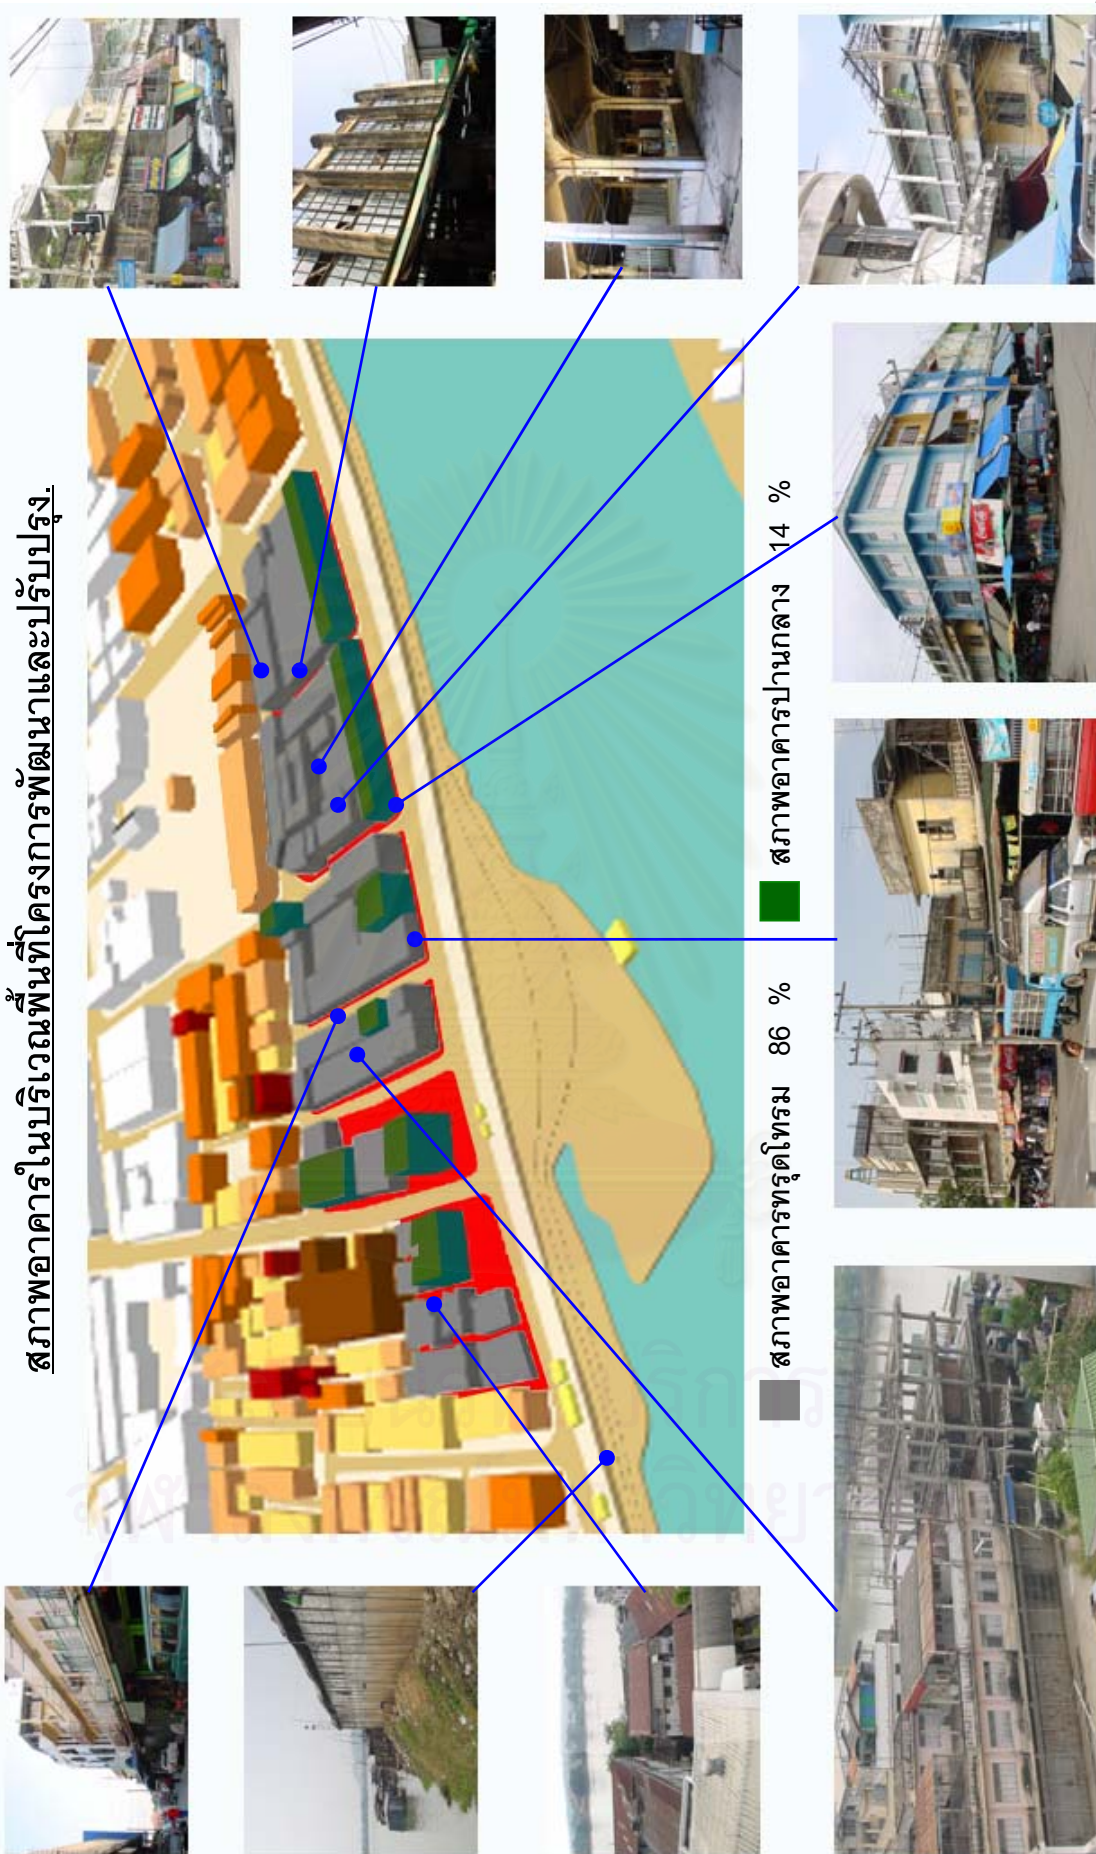 สภาพอาคารในบริเวณพื้นที่โครงการพัฒนาและปรับปรุง.
สภาพอาคารทรุดโทรม 86 %
สภาพอาคารปานกลาง 14 %